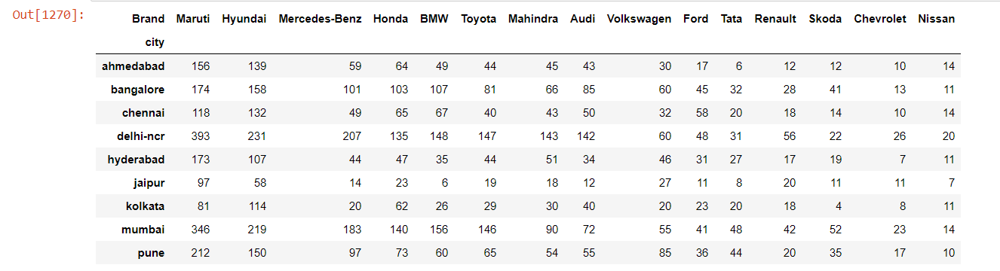 Out[1270]:
Brand Maruti Hyundai Mercedes-Benz Honda BMW Toyota Mahindra Audi Volkswagen Ford Tata Renault Skoda Chevrolet Nissan
city
ahmedabad 156 139 59 64 49 44 45 43 30 17 6 12 12 10 14
bangalore 174 158 101 103 107 81 66 85 60 45 32 28 41 13 11
chennai 118 132 49 65 67 40 43 50 32 58 20 18 14 10 14
delhi-ncr 393 231 207 135 148 147 143 142 60 48 31 56 22 26 20
hyderabad 173 107 44 47 35 44 51 34 46 31 27 17 19 7 11
jaipur 97 58 14 23 6 19 18 12 27 11 8 20 11 11 7
kolkata 81 114 20 62 26 29 30 40 20 23 20 18 4 8 11
mumbai 346 219 183 140 156 146 90 72 55 41 48 42 52 23 14
pune 212 150 97 73 60 65 54 55 85 36 44 20 35 17 10